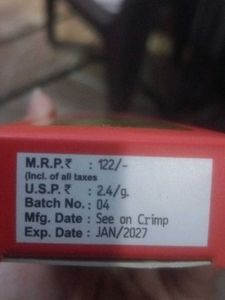 M.R.P.₹ : 122/-
(Incl. of all taxes
U.S.P. ₹ : 2.4/g.
Batch No. : 04
Mfg. Date : See on Crimp
Exp. Date : JAN/2027